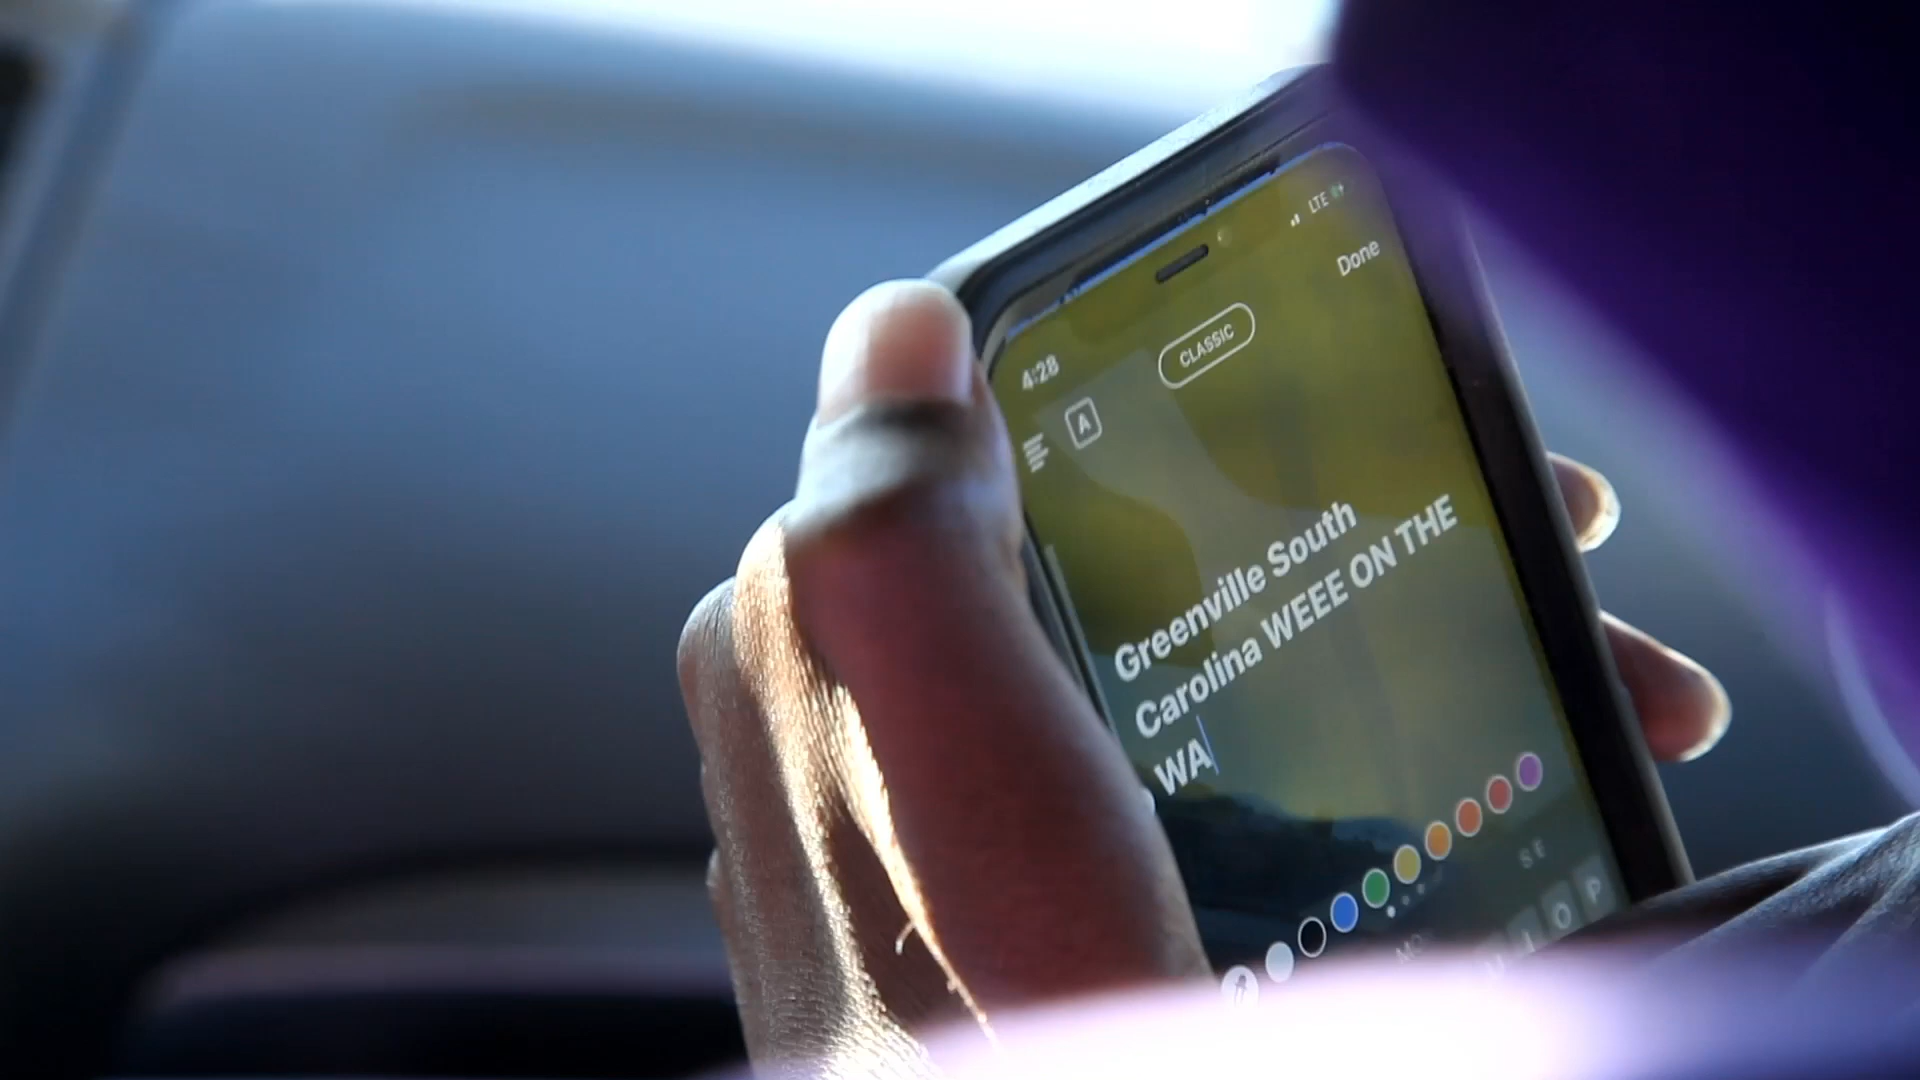 4:28
LTE
Done
CLASSIC
A
Greenville South
Carolina WEEE ON THE
WA
O P